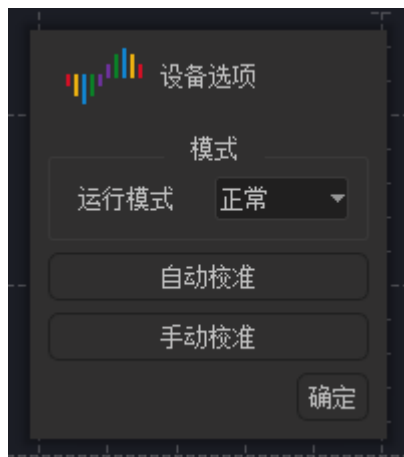 设备选项
模式
运行模式 正常
自动校准
手动校准
确定